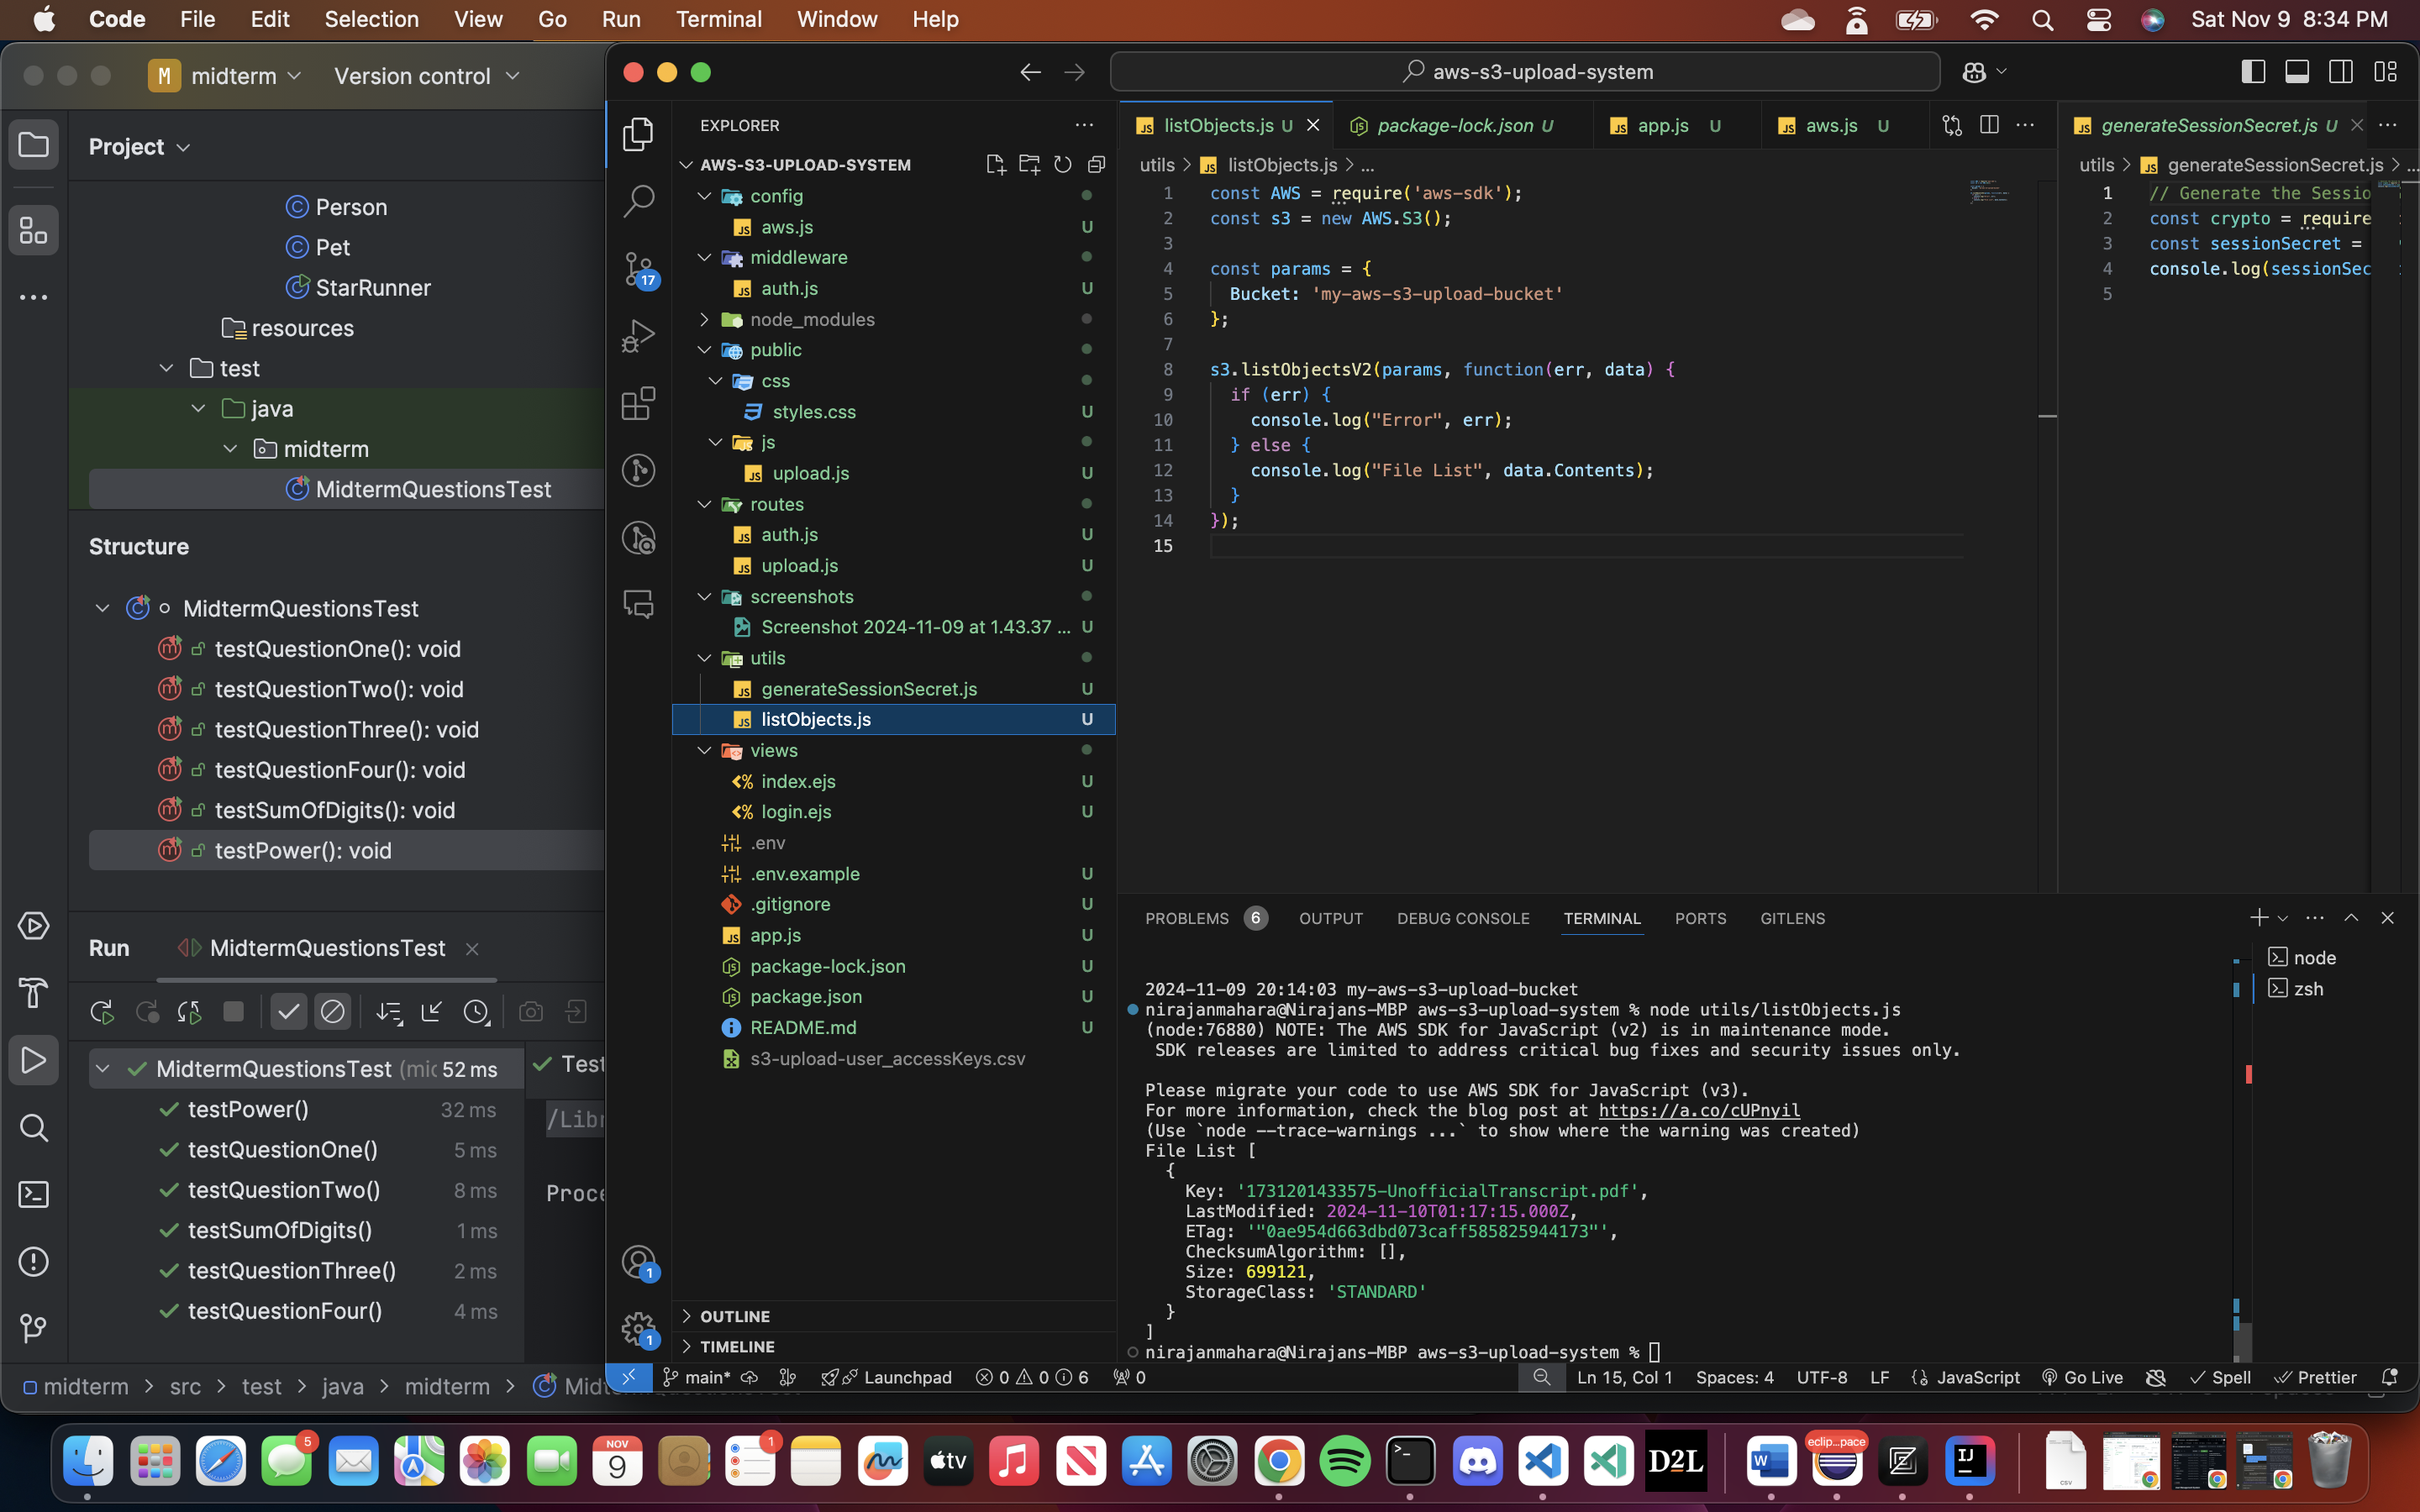 Code File Edit Selection View Go Run Terminal Window Help
Sat Nov 9 8:34 PM
M midterm Version control
Project
Person
Pet
StarRunner
resources
test
java
midterm
MidtermQuestionsTest
Structure
MidtermQuestionsTest
testQuestionOne(): void
testQuestionTwo(): void
testQuestionThree(): void
testQuestionFour(): void
testSumOfDigits(): void
testPower(): void
Run MidtermQuestionsTest
MidtermQuestionsTest (mic 52 ms
testPower() 32 ms
testQuestionOne() 5 ms
testQuestionTwo() 8 ms
testSumOfDigits() 1 ms
testQuestionThree() 2 ms
testQuestionFour() 4 ms
Test
/Libr
Proce
midterm > src > test > java > midterm >
aws-s3-upload-system
EXPLORER
AWS-S3-UPLOAD-SYSTEM
config
aws.js U
middleware
auth.js U
node_modules
public
css
styles.css U
js
upload.js U
routes
auth.js U
upload.js U
screenshots
Screenshot 2024-11-09 at 1.43.37 ... U
utils
generateSessionSecret.js U
listObjects.js U
views
index.ejs U
login.ejs U
.env
.env.example U
.gitignore U
app.js U
package-lock.json U
package.json U
README.md U
s3-upload-user_accessKeys.csv
OUTLINE
TIMELINE
17
1
1
listObjects.js U package-lock.json U app.js U aws.js U
utils > listObjects.js > ...
1 const AWS = require('aws-sdk');
2 const s3 = new AWS.S3();
3
4 const params = {
5 Bucket: 'my-aws-s3-upload-bucket'
6 };
7
8 s3.listObjectsV2(params, function(err, data) {
9 if (err) {
10 console.log("Error", err);
11 } else {
12 console.log("File List", data.Contents);
13 }
14 });
15
generateSessionSecret.js U
utils > generateSessionSecret.js > ...
1 // Generate the Sessio
2 const crypto = require
3 const sessionSecret =
4 console.log(sessionSec
5
PROBLEMS 6 OUTPUT DEBUG CONSOLE TERMINAL PORTS GITLENS
node
zsh
2024-11-09 20:14:03 my-aws-s3-upload-bucket
nirajanmahara@Nirajans-MBP aws-s3-upload-system % node utils/listObjects.js
(node:76880) NOTE: The AWS SDK for JavaScript (v2) is in maintenance mode.
SDK releases are limited to address critical bug fixes and security issues only.
Please migrate your code to use AWS SDK for JavaScript (v3).
For more information, check the blog post at https://a.co/cUPnyil
(Use `node --trace-warnings ...` to show where the warning was created)
File List [
{
Key: '1731201433575-UnofficialTranscript.pdf',
LastModified: 2024-11-10T01:17:15.000Z,
ETag: '"0ae954d663dbd073caff585825944173"',
ChecksumAlgorithm: [],
Size: 699121,
StorageClass: 'STANDARD'
}
]
nirajanmahara@Nirajans-MBP aws-s3-upload-system %
main* Launchpad 0 0 6 0
Ln 15, Col 1 Spaces: 4 UTF-8 LF {} JavaScript Go Live Spell Prettier
5
NOV
9
1
tv
D2L
W
eclip...pace
IJ
CSV